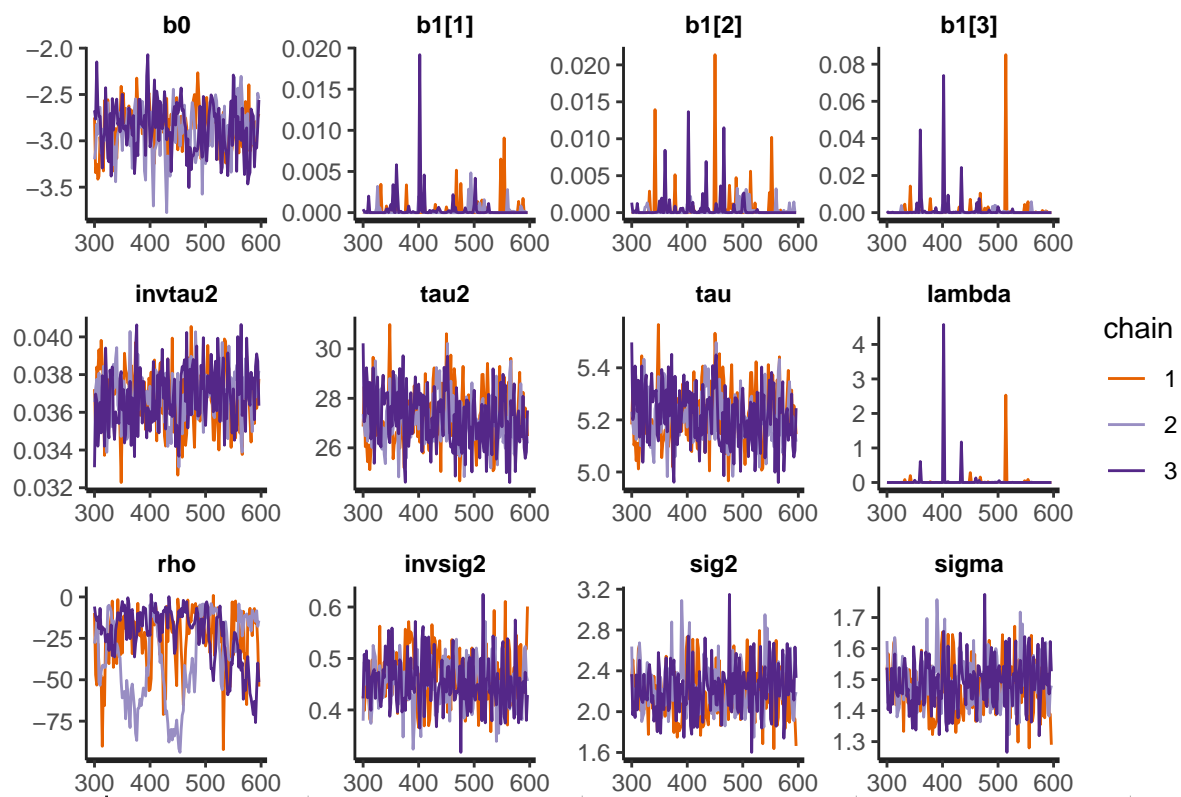 b0 b1[1] b1[2] b1[3]
−2.0 −2.5 −3.0 −3.5
0.020 0.015 0.010 0.005 0.000
0.020 0.015 0.010 0.005 0.000
0.08 0.06 0.04 0.02 0.00
300 400 500 600 300 400 500 600 300 400 500 600 300 400 500 600
invtau2 tau2 tau lambda
0.040 0.038 0.036 0.034 0.032
30 28 26
5.4 5.2 5.0
4 3 2 1 0
300 400 500 600 300 400 500 600 300 400 500 600 300 400 500 600
rho invsig2 sig2 sigma
0 −25 −50 −75
0.6 0.5 0.4
3.2 2.8 2.4 2.0 1.6
1.7 1.6 1.5 1.4 1.3
300 400 500 600 300 400 500 600 300 400 500 600 300 400 500 600
chain
1
2
3